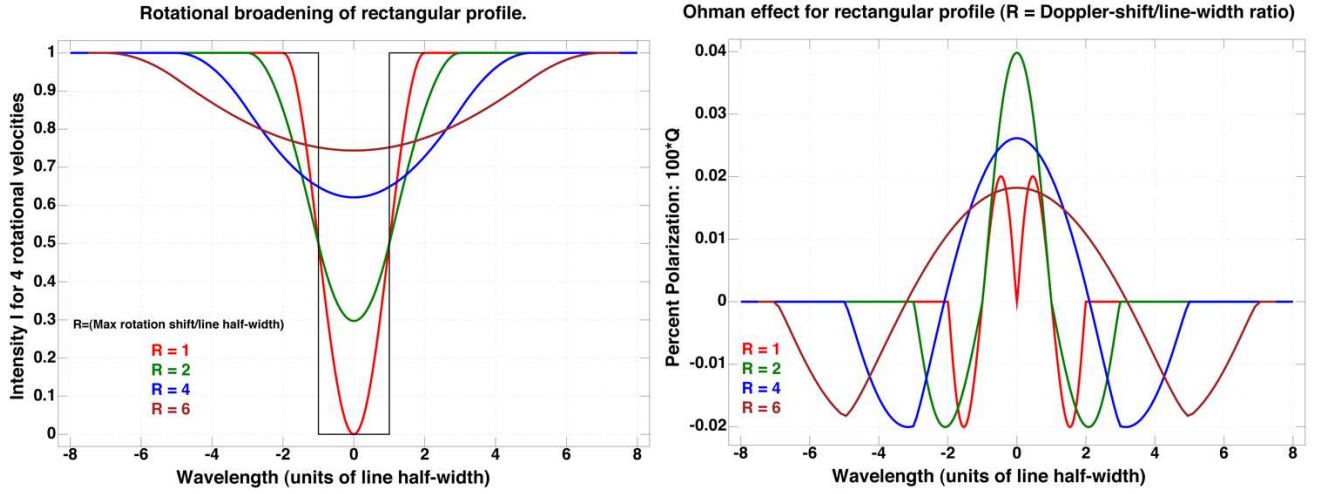 Rotational broadening of rectangular profile.
Intensity I for 4 rotational velocities
1
0.9
0.8
0.7
0.6
0.5
0.4
0.3
0.2
0.1
0
R=(Max rotation shift/line half-width)
R = 1
R = 2
R = 4
R = 6
-8 -6 -4 -2 0 2 4 6 8
Wavelength (units of line half-width)
Ohman effect for rectangular profile (R = Doppler-shift/line-width ratio)
Percent Polarization: 100*Q
0.04
0.03
0.02
0.01
0
-0.01
-0.02
R = 1
R = 2
R = 4
R = 6
-8 -6 -4 -2 0 2 4 6 8
Wavelength (units of line half-width)